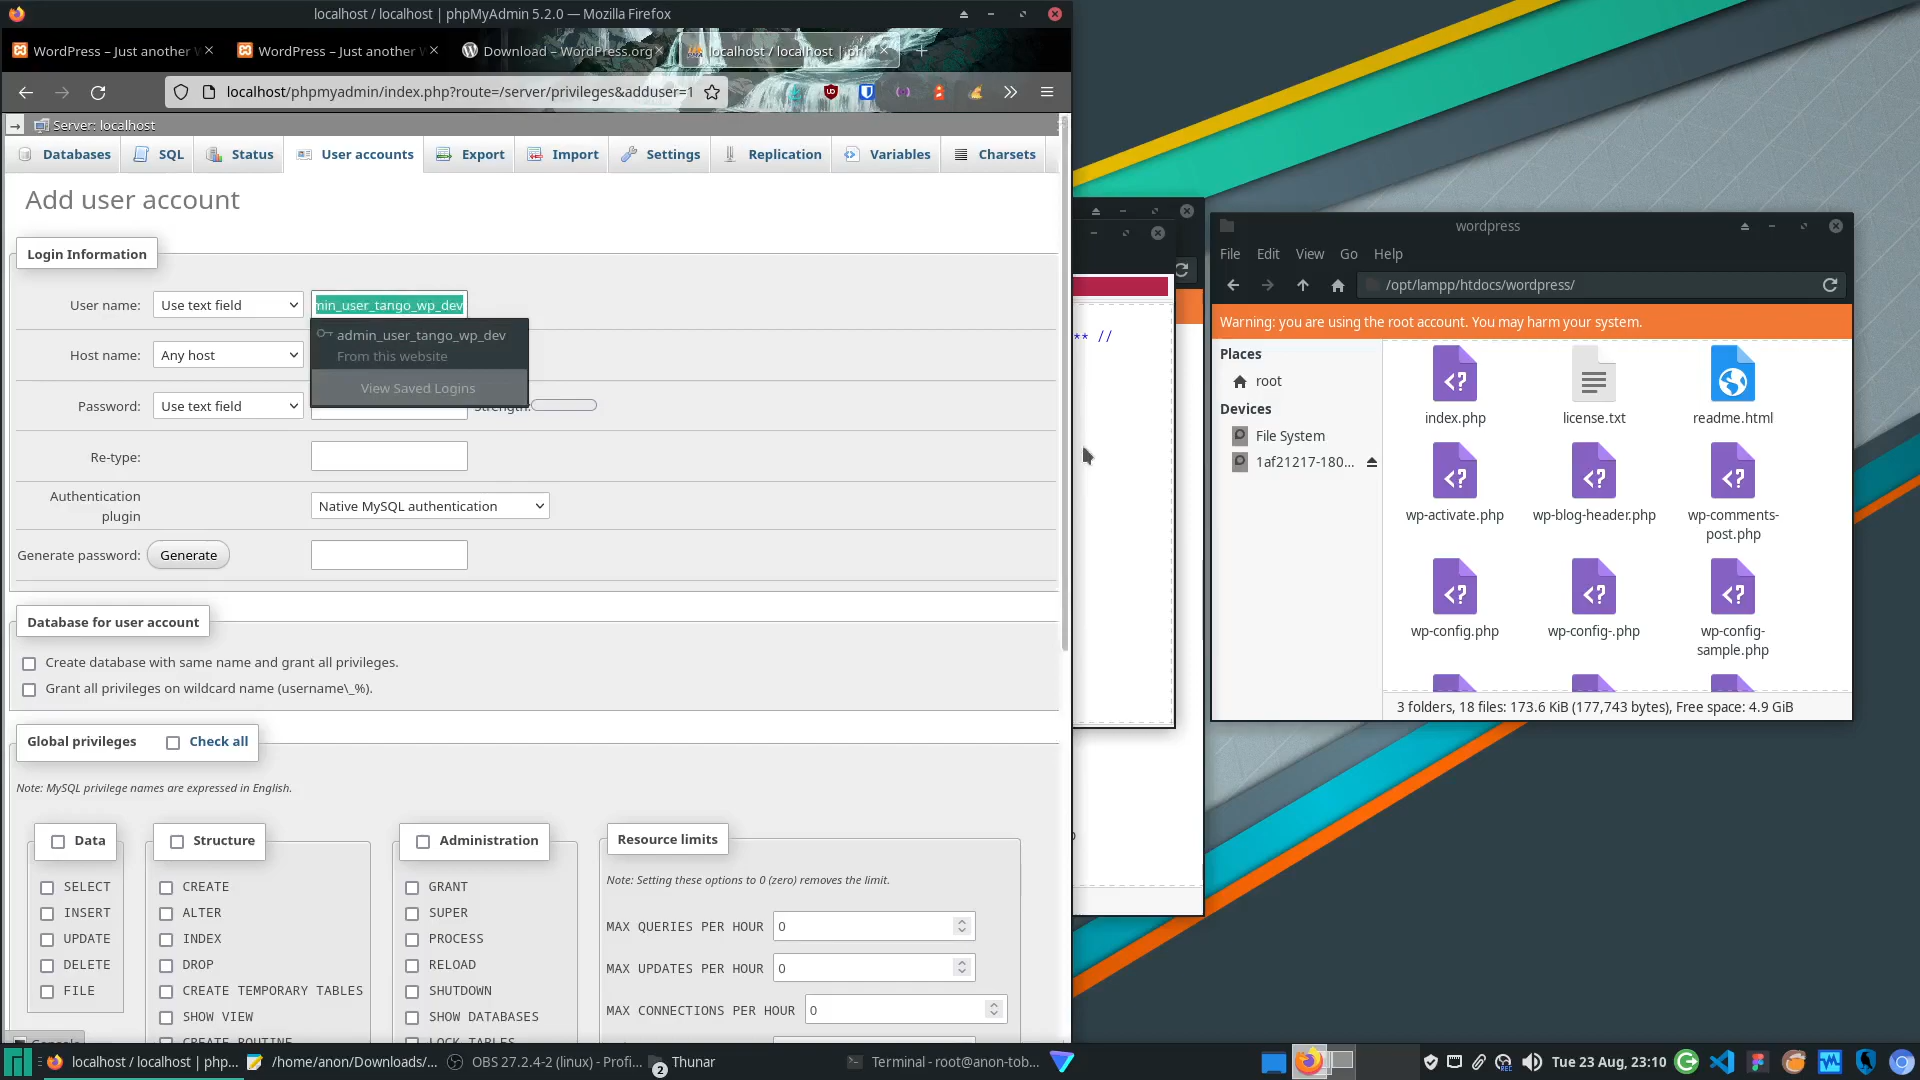 localhost / localhost | phpMyAdmin 5.2.0 — Mozilla Firefox
WordPress – Just another W
WordPress – Just another W
Download – WordPress.org
localhost / localhost | ph
localhost/phpmyadmin/index.php?route=/server/privileges&adduser=1
Server: localhost
Databases
SQL
Status
User accounts
Export
Import
Settings
Replication
Variables
Charsets
Add user account
Login Information
User name:
Use text field
min_user_tango_wp_dev
admin_user_tango_wp_dev
From this website
View Saved Logins
Host name:
Any host
Password:
Use text field
Strength:
Re-type:
Authentication
plugin
Native MySQL authentication
Generate password:
Generate
Database for user account
Create database with same name and grant all privileges.
Grant all privileges on wildcard name (username\_%).
Global privileges
Check all
Note: MySQL privilege names are expressed in English.
Data
SELECT
INSERT
UPDATE
DELETE
FILE
Structure
CREATE
ALTER
INDEX
DROP
CREATE TEMPORARY TABLES
SHOW VIEW
CREATE ROUTINE
Administration
GRANT
SUPER
PROCESS
RELOAD
SHUTDOWN
SHOW DATABASES
LOCK TABLES
Resource limits
Note: Setting these options to 0 (zero) removes the limit.
MAX QUERIES PER HOUR
0
MAX UPDATES PER HOUR
0
MAX CONNECTIONS PER HOUR
0
Console
** //
wordpress
File
Edit
View
Go
Help
/opt/lampp/htdocs/wordpress/
Warning: you are using the root account. You may harm your system.
Places
root
Devices
File System
1af21217-180...
index.php
license.txt
readme.html
wp-activate.php
wp-blog-header.php
wp-comments-
post.php
wp-config.php
wp-config-.php
wp-config-
sample.php
3 folders, 18 files: 173.6 KiB (177,743 bytes), Free space: 4.9 GiB
localhost / localhost | php...
/home/anon/Downloads/...
OBS 27.2.4-2 (linux) - Profi...
2
Thunar
Terminal - root@anon-tob...
REC
Tue 23 Aug, 23:10